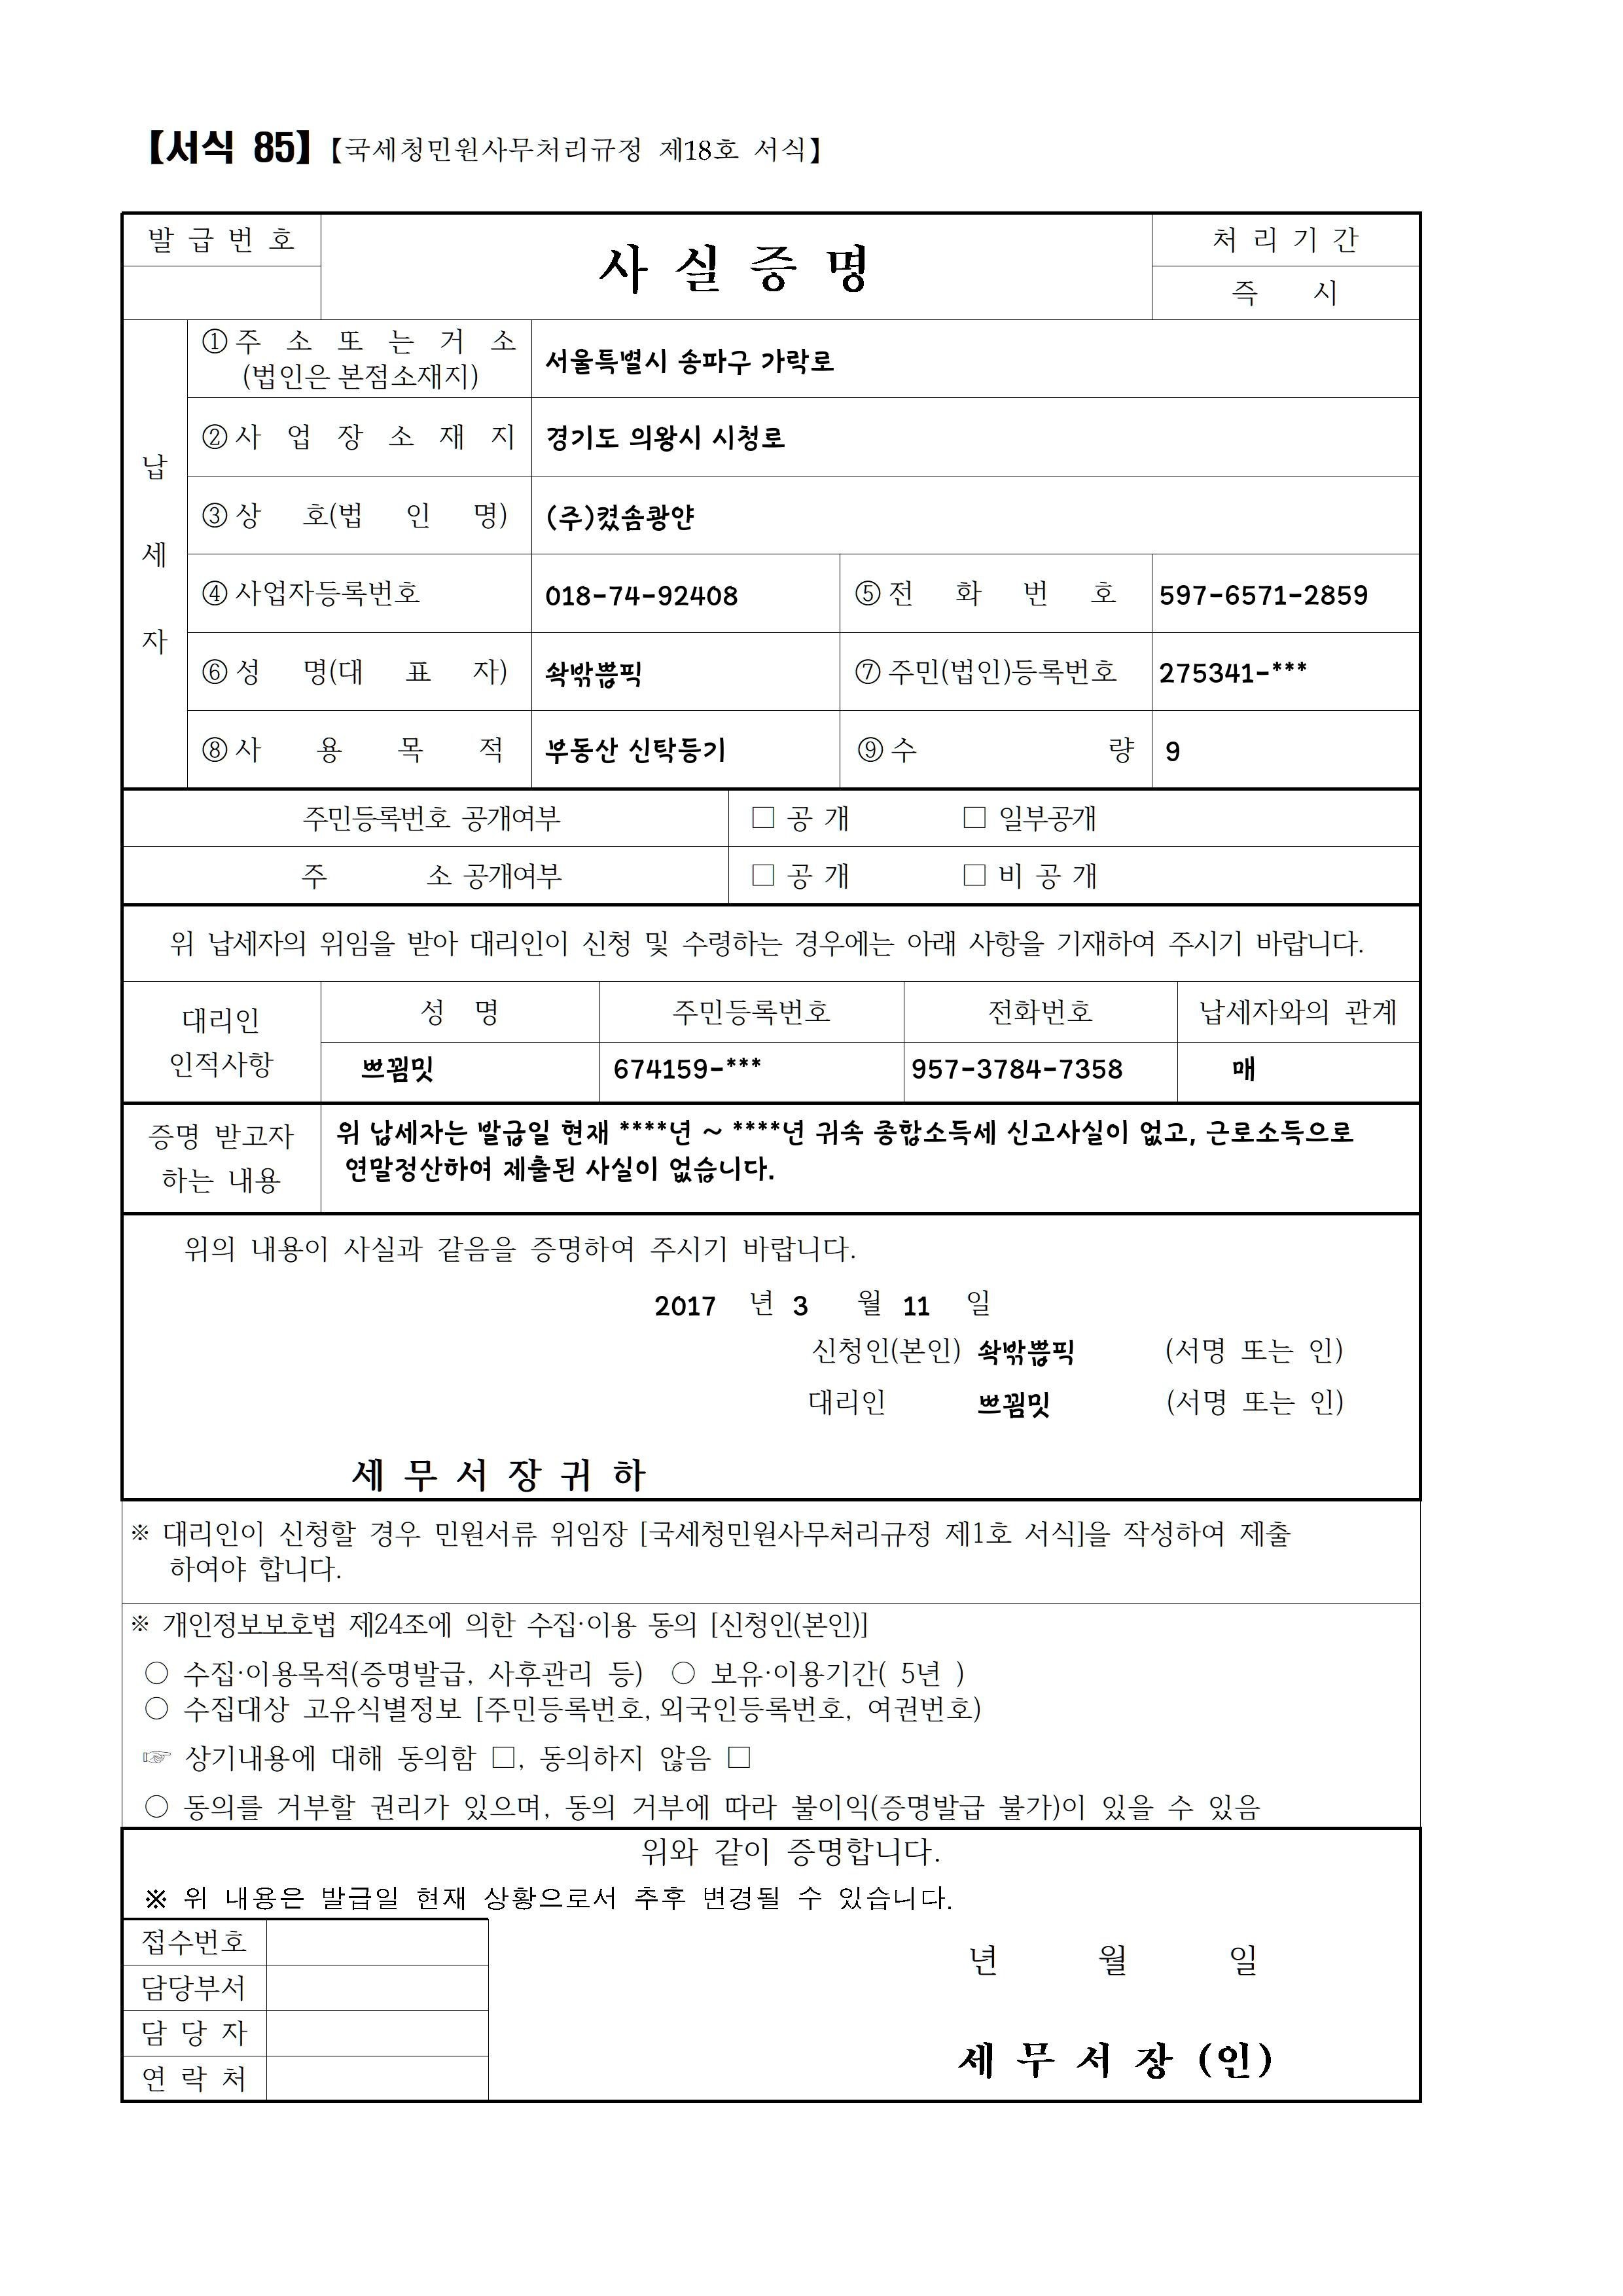 【서식 85】【국세청민원사무처리규정 제18호 서식】
발 급 번 호
사 실 증 명
처 리 기 간
즉 시
납 세 자
① 주 소 또 는 거 소
(법인은 본점소재지)
서울특별시 송파구 가락로
② 사 업 장 소 재 지
경기도 의왕시 시청로
③ 상 호(법 인 명)
(주)켰솜쾅얀
④ 사업자등록번호
018-74-92408
⑤ 전 화 번 호
597-6571-2859
⑥ 성 명(대 표 자)
⑦ 주민(법인)등록번호
275341-***
⑧ 사 용 목 적
부동산 신탁등기
⑨ 수 량
9
주민등록번호 공개여부
□ 공 개 □ 일부공개
주 소 공개여부
□ 공 개 □ 비 공 개
위 납세자의 위임을 받아 대리인이 신청 및 수령하는 경우에는 아래 사항을 기재하여 주시기 바랍니다.
대리인
인적사항
성 명
주민등록번호
전화번호
납세자와의 관계
쁘뀜밋
674159-***
957-3784-7358
매
증명 받고자
하는 내용
위 납세자는 발급일 현재 ****년 ~ ****년 귀속 종합소득세 신고사실이 없고, 근로소득으로
연말정산하여 제출된 사실이 없습니다.
위의 내용이 사실과 같음을 증명하여 주시기 바랍니다.
2017 년 3 월 11 일
신청인(본인) (서명 또는 인)
대리인 쁘뀜밋 (서명 또는 인)
세 무 서 장 귀 하
※ 대리인이 신청할 경우 민원서류 위임장 [국세청민원사무처리규정 제1호 서식]을 작성하여 제출
하여야 합니다.
※ 개인정보보호법 제24조에 의한 수집·이용 동의 [신청인(본인)]
○ 수집·이용목적(증명발급, 사후관리 등) ○ 보유·이용기간( 5년 )
○ 수집대상 고유식별정보 [주민등록번호, 외국인등록번호, 여권번호)
☞ 상기내용에 대해 동의함 □, 동의하지 않음 □
○ 동의를 거부할 권리가 있으며, 동의 거부에 따라 불이익(증명발급 불가)이 있을 수 있음
위와 같이 증명합니다.
※ 위 내용은 발급일 현재 상황으로서 추후 변경될 수 있습니다.
접수번호
담당부서
담 당 자
연 락 처
년 월 일
세 무 서 장 (인)